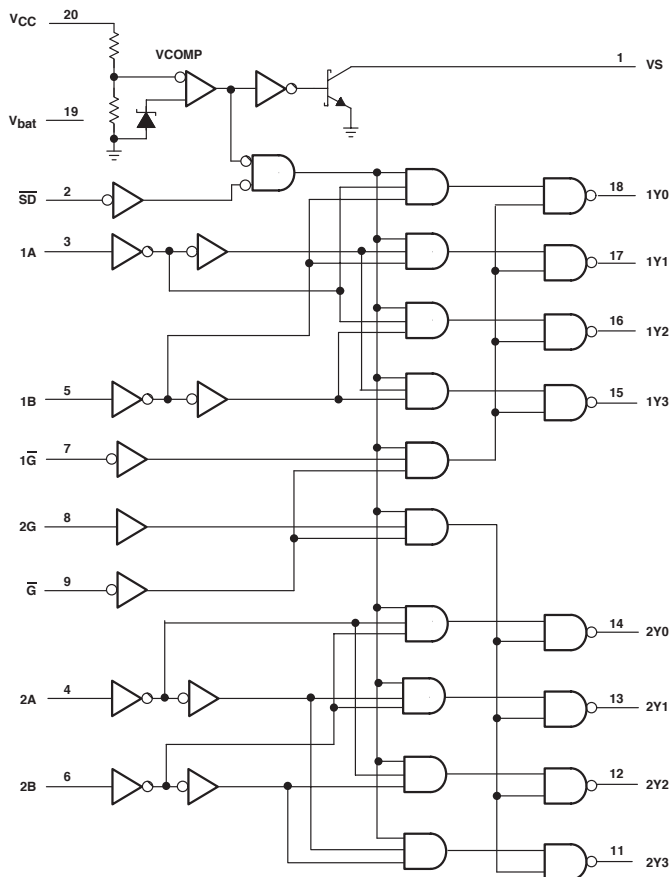 VCC 20
VCOMP
1 VS
Vbat 19
SD 2
18 1Y0
1A 3
17 1Y1
16 1Y2
1B 5
15 1Y3
1G 7
2G 8
G 9
14 2Y0
2A 4
13 2Y1
2B 6
12 2Y2
11 2Y3